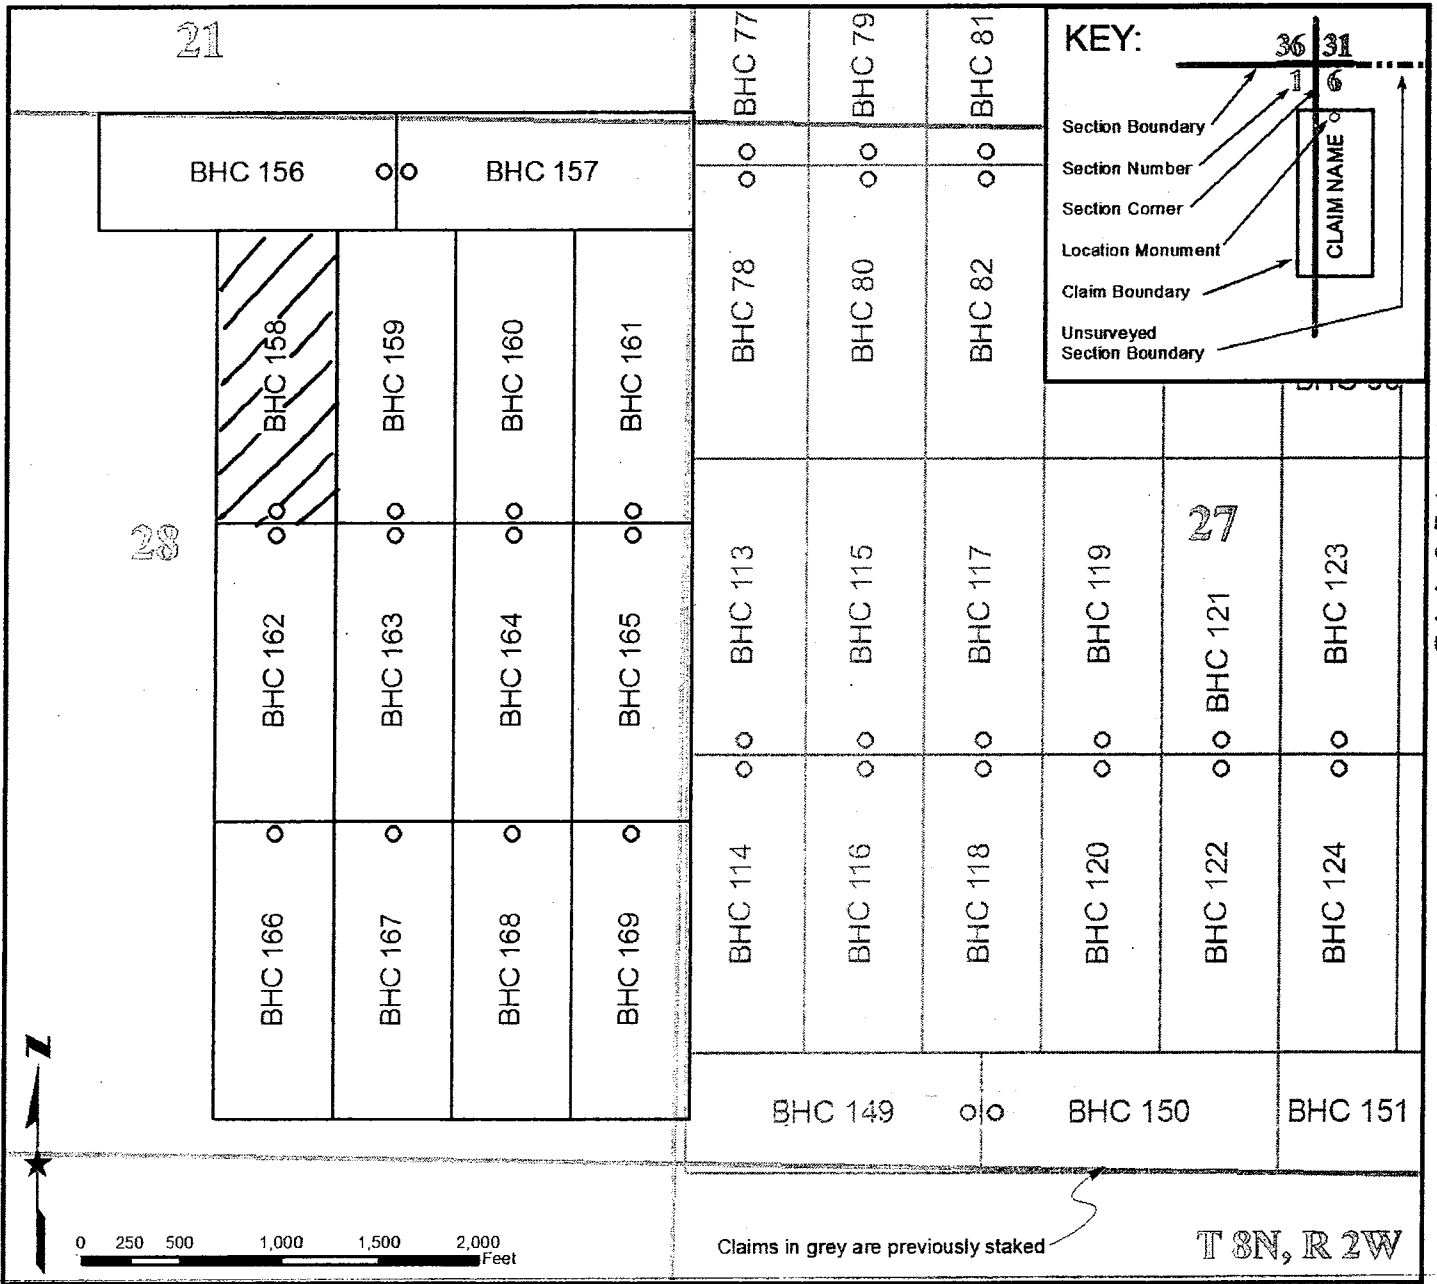 21
BHC 77
BHC 79
BHC 81
KEY:
36 31
1 6
Section Boundary
Section Number
Section Corner
Location Monument
Claim Boundary
Unsurveyed
Section Boundary
CLAIM NAME
BHC 156
BHC 157
BHC 158
BHC 159
BHC 160
BHC 161
BHC 78
BHC 80
BHC 82
28
27
BHC 162
BHC 163
BHC 164
BHC 165
BHC 113
BHC 115
BHC 117
BHC 119
BHC 121
BHC 123
BHC 166
BHC 167
BHC 168
BHC 169
BHC 114
BHC 116
BHC 118
BHC 120
BHC 122
BHC 124
BHC 149
BHC 150
BHC 151
N
0 250 500 1,000 1,500 2,000
Feet
Claims in grey are previously staked
T 8N, R 2W